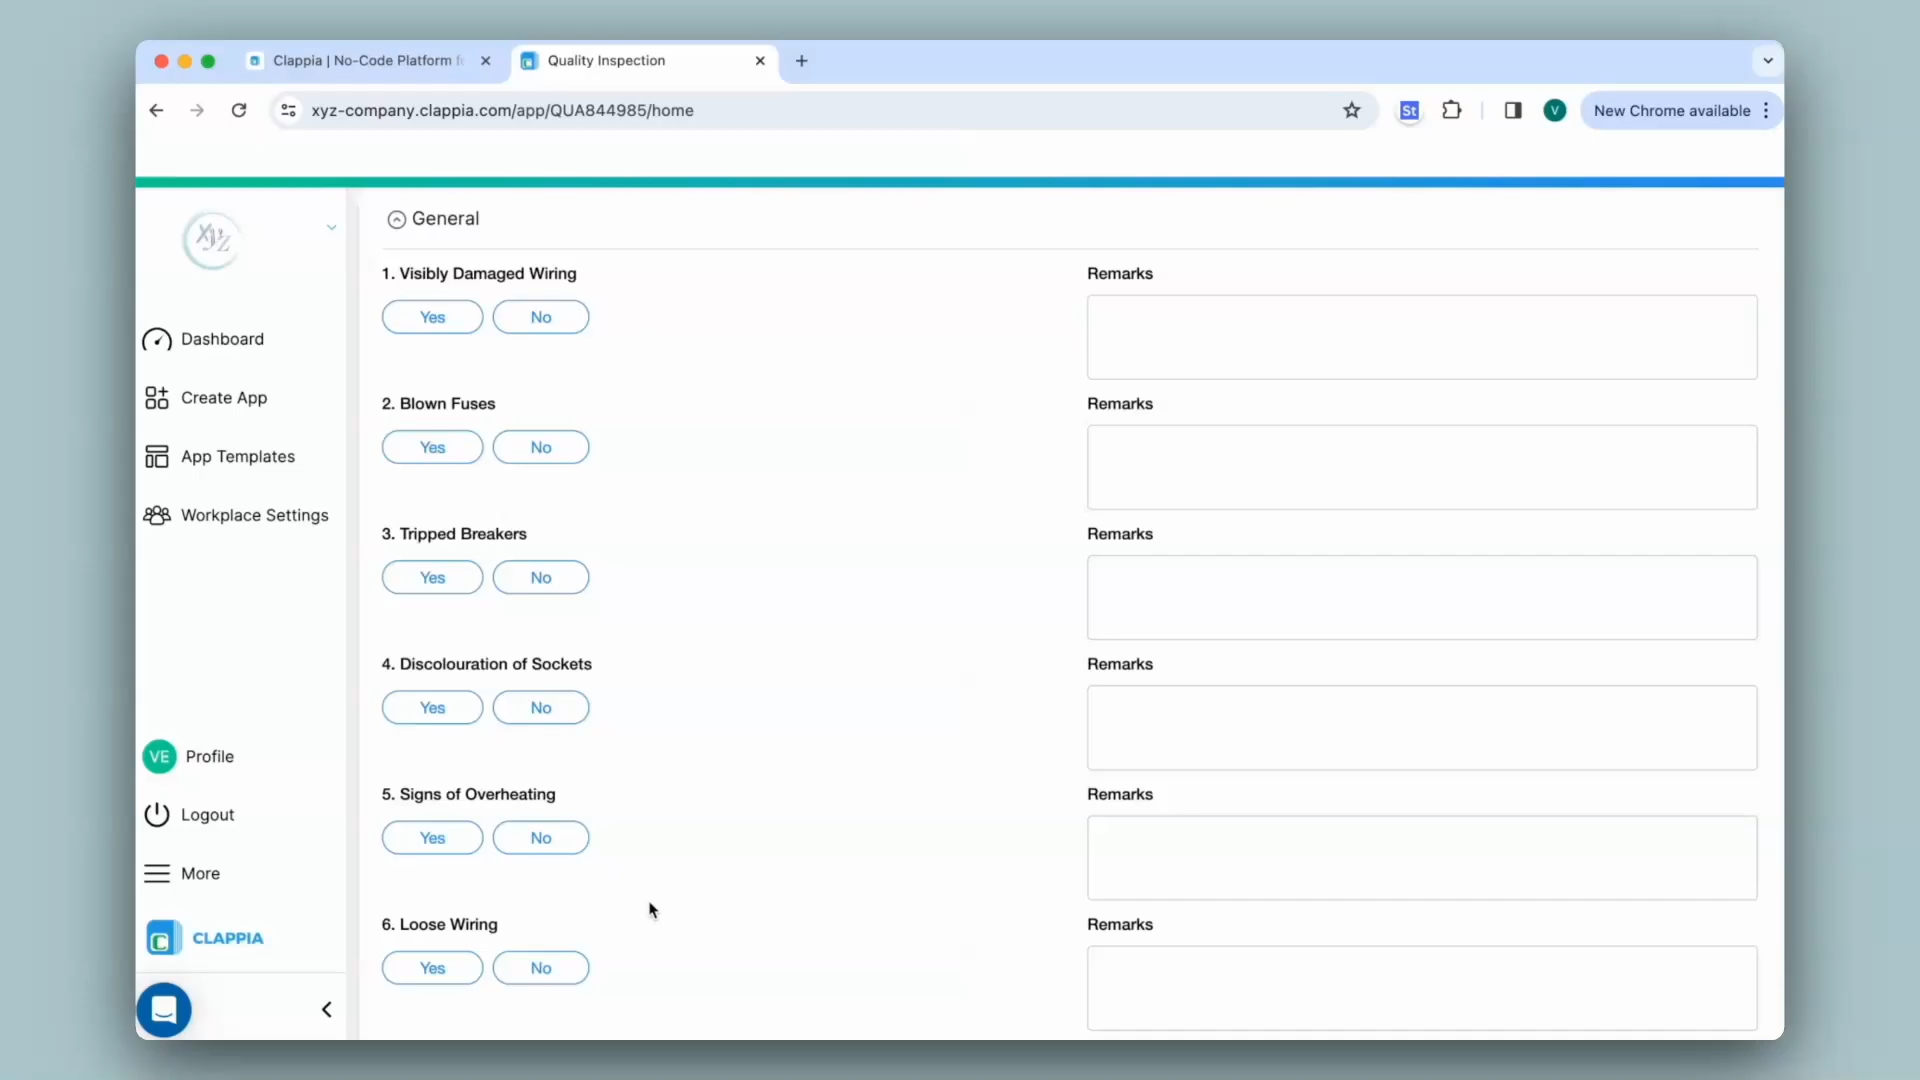 Clappia | No-Code Platform f
Quality Inspection
xyz-company.clappia.com/app/QUA844985/home
St
V
New Chrome available
XYZ
Dashboard
Create App
App Templates
Workplace Settings
VE Profile
Logout
More
CLAPPIA
General
1. Visibly Damaged Wiring
Remarks
Yes
No
2. Blown Fuses
Remarks
Yes
No
3. Tripped Breakers
Remarks
Yes
No
4. Discolouration of Sockets
Remarks
Yes
No
5. Signs of Overheating
Remarks
Yes
No
6. Loose Wiring
Remarks
Yes
No